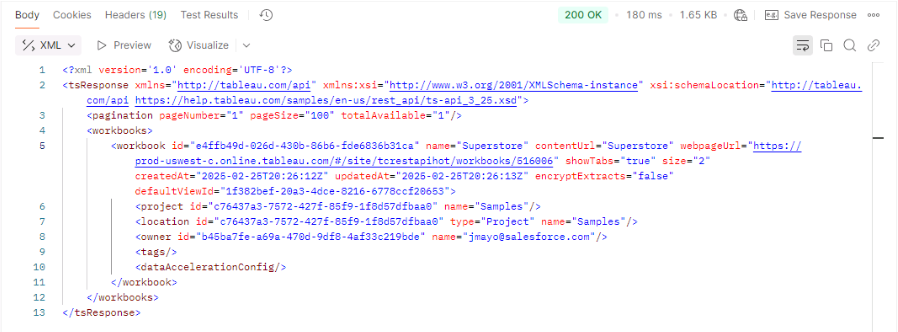 Body Cookies Headers (19) Test Results 200 OK • 180 ms • 1.65 KB • e.g. Save Response
XML Preview Visualize
1 <?xml version='1.0' encoding='UTF-8'?>
2 <tsResponse xmlns="http://tableau.com/api" xmlns:xsi="http://www.w3.org/2001/XMLSchema-instance" xsi:schemaLocation="http://tableau.
com/api https://help.tableau.com/samples/en-us/rest_api/ts-api_3_25.xsd">
3 <pagination pageNumber="1" pageSize="100" totalAvailable="1"/>
4 <workbooks>
5 <workbook id="e4ffb49d-026d-430b-86b6-fde6836b31ca" name="Superstore" contentUrl="Superstore" webpageUrl="https://
prod-uswest-c.online.tableau.com/#/site/tcrestapihot/workbooks/516006" showTabs="true" size="2"
createdAt="2025-02-25T20:26:12Z" updatedAt="2025-02-25T20:26:13Z" encryptExtracts="false"
defaultViewId="1f382bef-20a3-4dce-8216-6778ccf20653">
6 <project id="c76437a3-7572-427f-85f9-1f8d57dfbaa0" name="Samples"/>
7 <location id="c76437a3-7572-427f-85f9-1f8d57dfbaa0" type="Project" name="Samples"/>
8 <owner id="b45ba7fe-a69a-470d-9df8-4af33c219bde" name="jmayo@salesforce.com"/>
9 <tags/>
10 <dataAccelerationConfig/>
11 </workbook>
12 </workbooks>
13 </tsResponse>